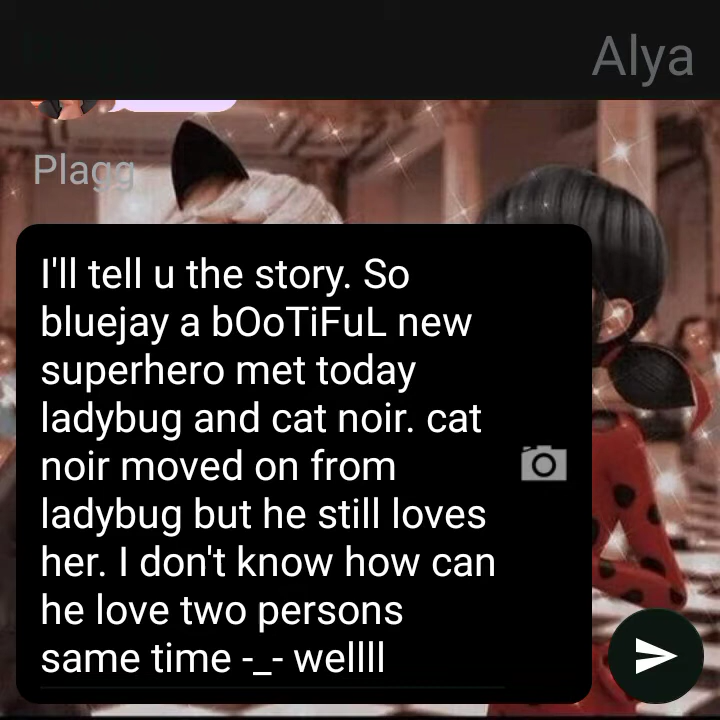 Alya
Plagg
I'll tell u the story. So
bluejay a bOoTiFuL new
superhero met today
ladybug and cat noir. cat
noir moved on from
ladybug but he still loves
her. I don't know how can
he love two persons
same time -_- wellll